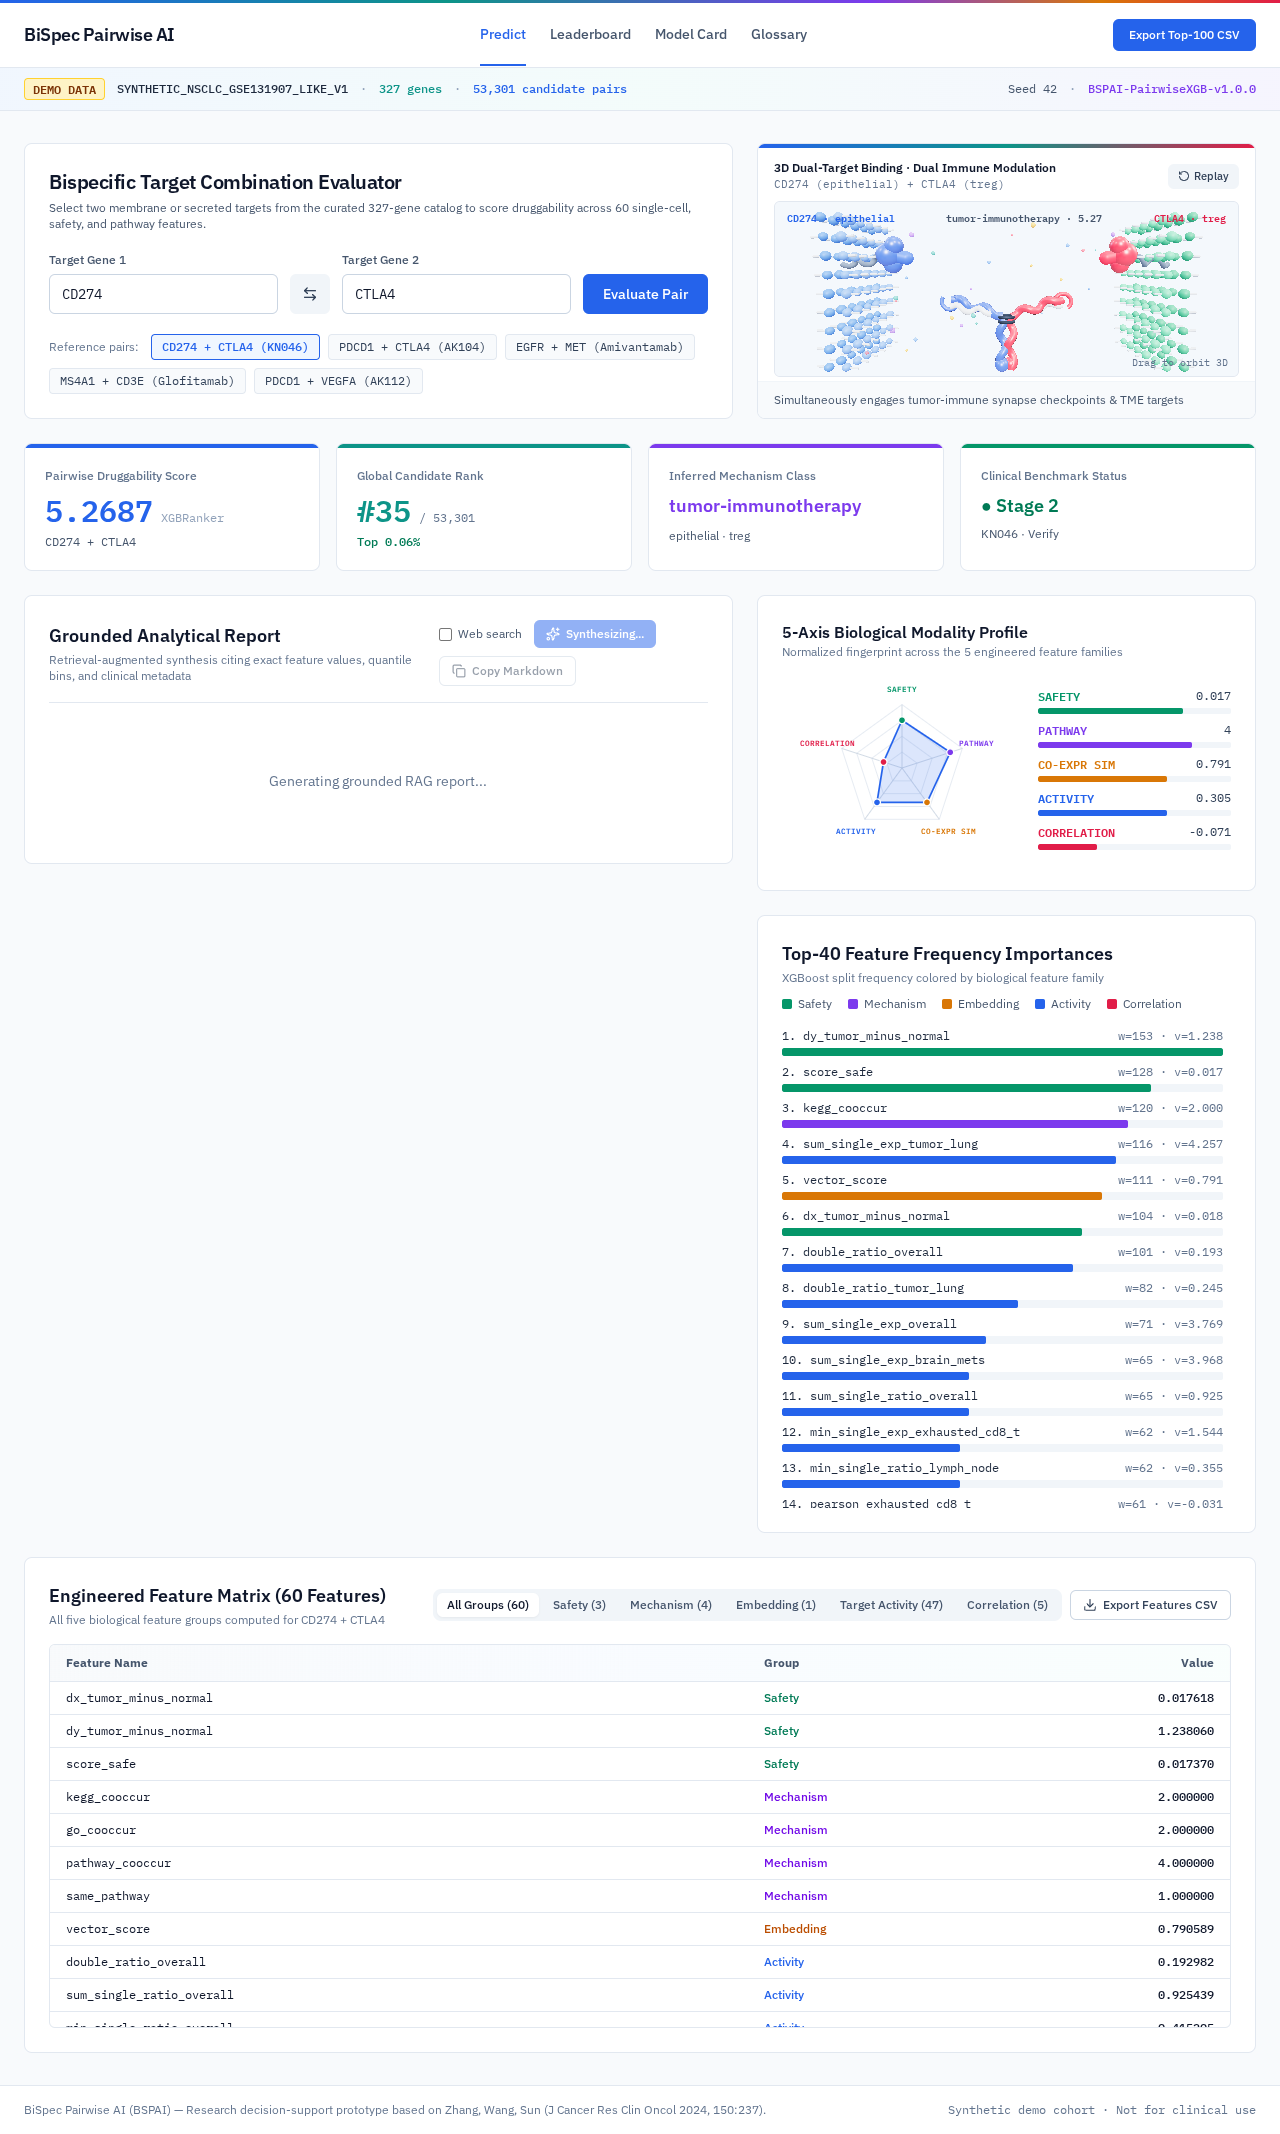 BiSpec Pairwise AI
Predict
Leaderboard
Model Card
Glossary
Export Top-100 CSV
DEMO DATA
SYNTHETIC_NSCLC_GSE131907_LIKE_V1 · 327 genes · 53,301 candidate pairs
Seed 42 · BSPAI-PairwiseXGB-v1.0.0
Bispecific Target Combination Evaluator
Select two membrane or secreted targets from the curated 327-gene catalog to score druggability across 60 single-cell,
safety, and pathway features.
Target Gene 1
CD274
Target Gene 2
CTLA4
Evaluate Pair
Reference pairs:
CD274 + CTLA4 (KN046)
PDCD1 + CTLA4 (AK104)
EGFR + MET (Amivantamab)
MS4A1 + CD3E (Glofitamab)
PDCD1 + VEGFA (AK112)
3D Dual-Target Binding · Dual Immune Modulation
CD274 (epithelial) + CTLA4 (treg)
Replay
CD274 · epithelial
tumor-immunotherapy · 5.27
CTLA4 · treg
Drag to orbit 3D
Simultaneously engages tumor-immune synapse checkpoints & TME targets
Pairwise Druggability Score
5.2687 XGBRanker
CD274 + CTLA4
Global Candidate Rank
#35 / 53,301
Top 0.06%
Inferred Mechanism Class
tumor-immunotherapy
epithelial · treg
Clinical Benchmark Status
● Stage 2
KN046 · Verify
Grounded Analytical Report
Retrieval-augmented synthesis citing exact feature values, quantile
bins, and clinical metadata
Web search
Synthesizing...
Copy Markdown
Generating grounded RAG report...
5-Axis Biological Modality Profile
Normalized fingerprint across the 5 engineered feature families
SAFETY
PATHWAY
CO-EXPR SIM
ACTIVITY
CORRELATION
SAFETY 0.017
PATHWAY 4
CO-EXPR SIM 0.791
ACTIVITY 0.305
CORRELATION -0.071
Top-40 Feature Frequency Importances
XGBoost split frequency colored by biological feature family
Safety
Mechanism
Embedding
Activity
Correlation
1. dy_tumor_minus_normal w=153 · v=1.238
2. score_safe w=128 · v=0.017
3. kegg_cooccur w=120 · v=2.000
4. sum_single_exp_tumor_lung w=116 · v=4.257
5. vector_score w=111 · v=0.791
6. dx_tumor_minus_normal w=104 · v=0.018
7. double_ratio_overall w=101 · v=0.193
8. double_ratio_tumor_lung w=82 · v=0.245
9. sum_single_exp_overall w=71 · v=3.769
10. sum_single_exp_brain_mets w=65 · v=3.968
11. sum_single_ratio_overall w=65 · v=0.925
12. min_single_exp_exhausted_cd8_t w=62 · v=1.544
13. min_single_ratio_lymph_node w=62 · v=0.355
14. pearson_exhausted_cd8_t w=61 · v=-0.031
Engineered Feature Matrix (60 Features)
All five biological feature groups computed for CD274 + CTLA4
All Groups (60)
Safety (3)
Mechanism (4)
Embedding (1)
Target Activity (47)
Correlation (5)
Export Features CSV
Feature Name Group Value
dx_tumor_minus_normal Safety 0.017618
dy_tumor_minus_normal Safety 1.238060
score_safe Safety 0.017370
kegg_cooccur Mechanism 2.000000
go_cooccur Mechanism 2.000000
pathway_cooccur Mechanism 4.000000
same_pathway Mechanism 1.000000
vector_score Embedding 0.790589
double_ratio_overall Activity 0.192982
sum_single_ratio_overall Activity 0.925439
min_single_ratio_overall Activity
BiSpec Pairwise AI (BSPAI) — Research decision-support prototype based on Zhang, Wang, Sun (J Cancer Res Clin Oncol 2024, 150:237).
Synthetic demo cohort · Not for clinical use